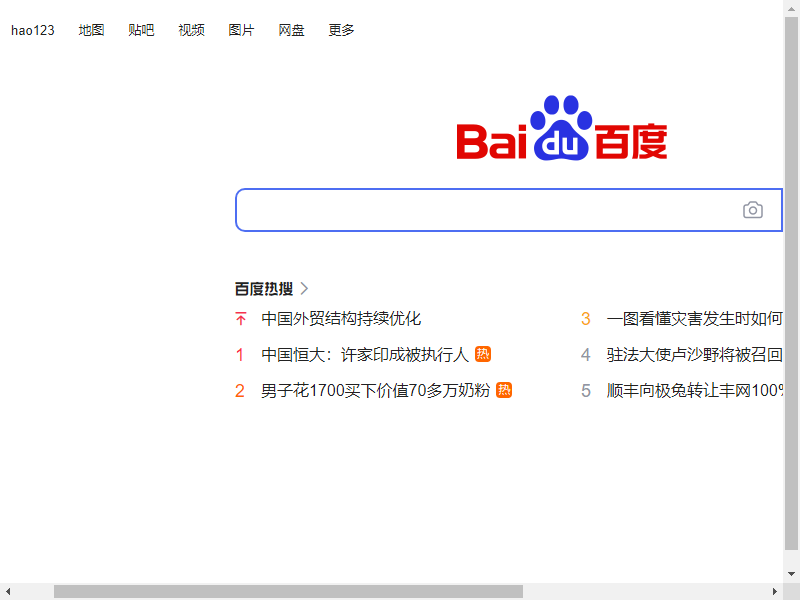 hao123 地图 贴吧 视频 图片 网盘 更多
Bai du 百度
百度热搜
中国外贸结构持续优化
1 中国恒大：许家印成被执行人 热
2 男子花1700买下价值70多万奶粉 热
3 一图看懂灾害发生时如何
4 驻法大使卢沙野将被召回
5 顺丰向极兔转让丰网100%